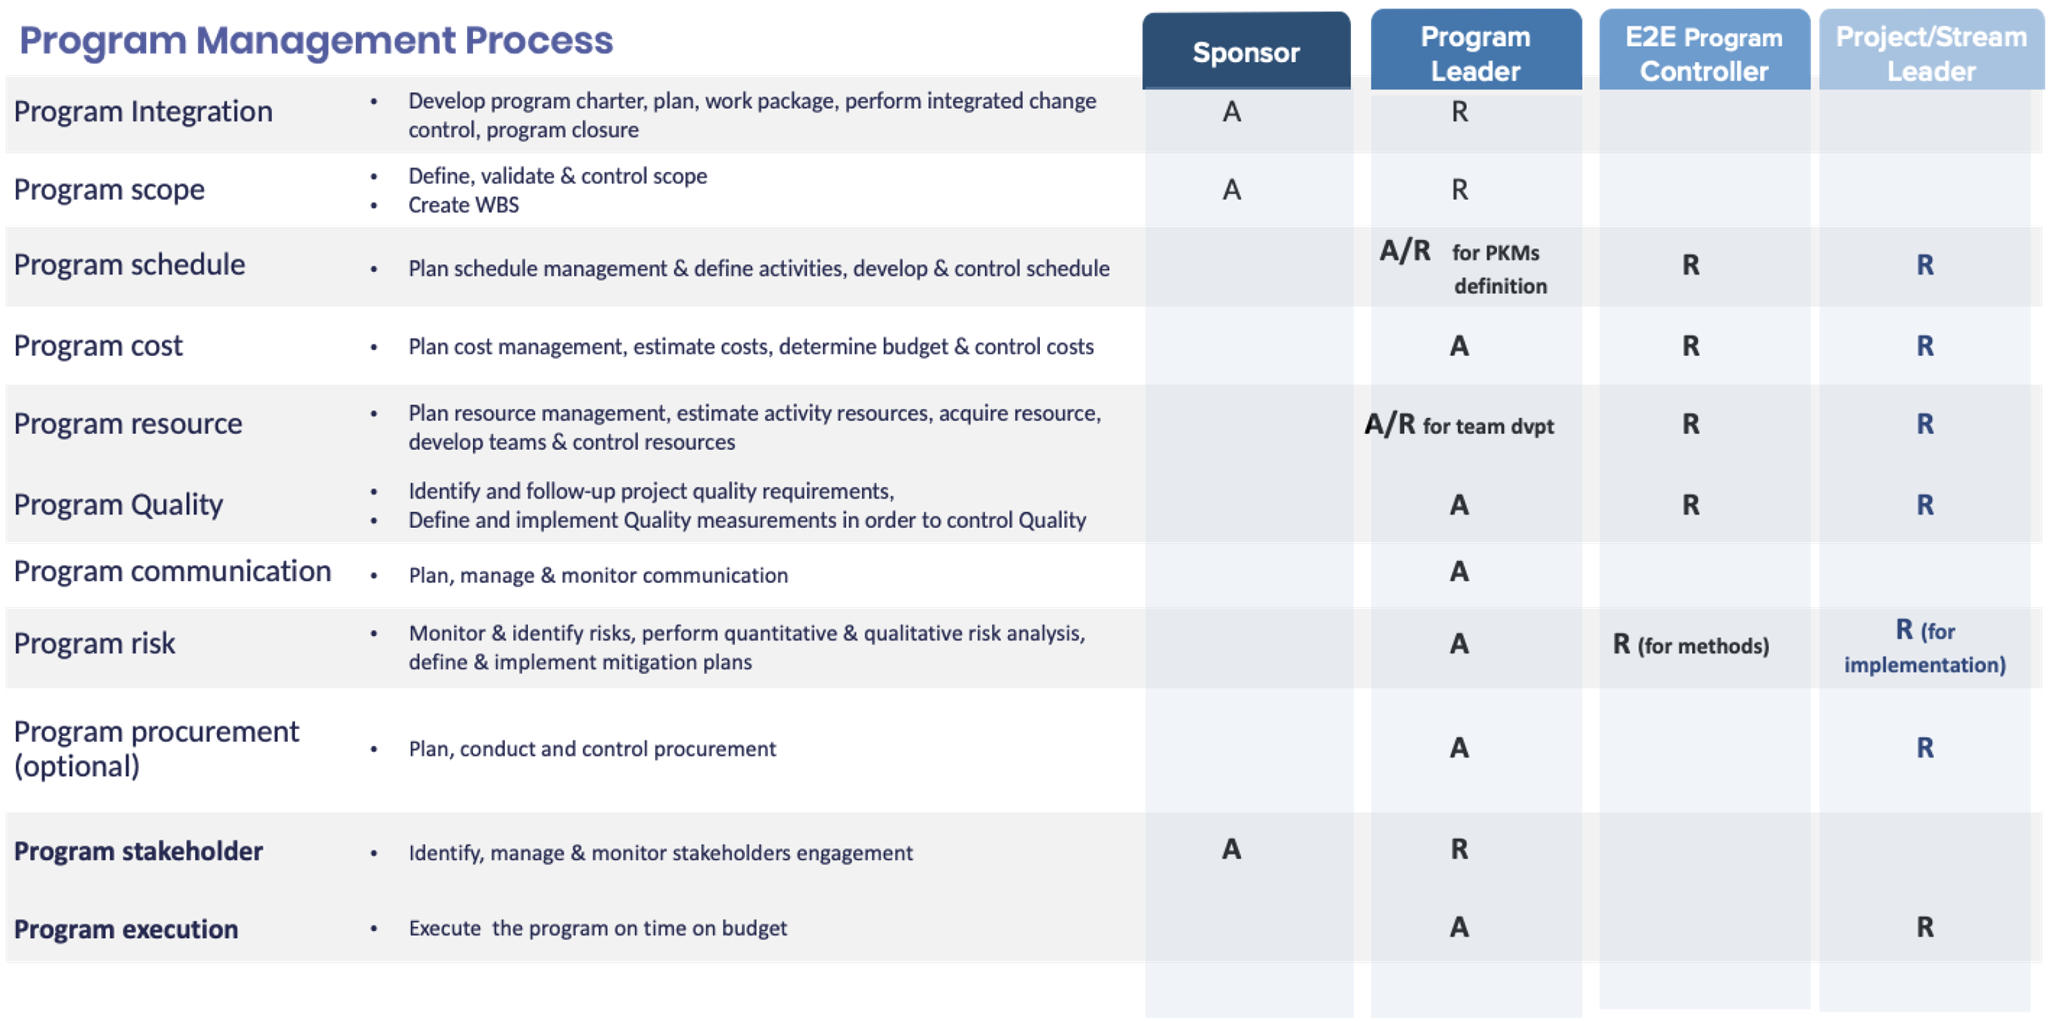 Program Management Process
Sponsor
Program
Leader
E2E Program
Controller
Project/Stream
Leader
Program Integration
• Develop program charter, plan, work package, perform integrated change
control, program closure
A
R
Program scope
• Define, validate & control scope
• Create WBS
A
R
Program schedule
• Plan schedule management & define activities, develop & control schedule
A/R for PKMs
definition
R
R
Program cost
• Plan cost management, estimate costs, determine budget & control costs
A
R
R
Program resource
• Plan resource management, estimate activity resources, acquire resource,
develop teams & control resources
A/R for team dvpt
R
R
Program Quality
• Identify and follow-up project quality requirements,
• Define and implement Quality measurements in order to control Quality
A
R
R
Program communication
• Plan, manage & monitor communication
A
Program risk
• Monitor & identify risks, perform quantitative & qualitative risk analysis,
define & implement mitigation plans
A
R (for methods)
R (for
implementation)
Program procurement
(optional)
• Plan, conduct and control procurement
A
R
Program stakeholder
• Identify, manage & monitor stakeholders engagement
A
R
Program execution
• Execute the program on time on budget
A
R